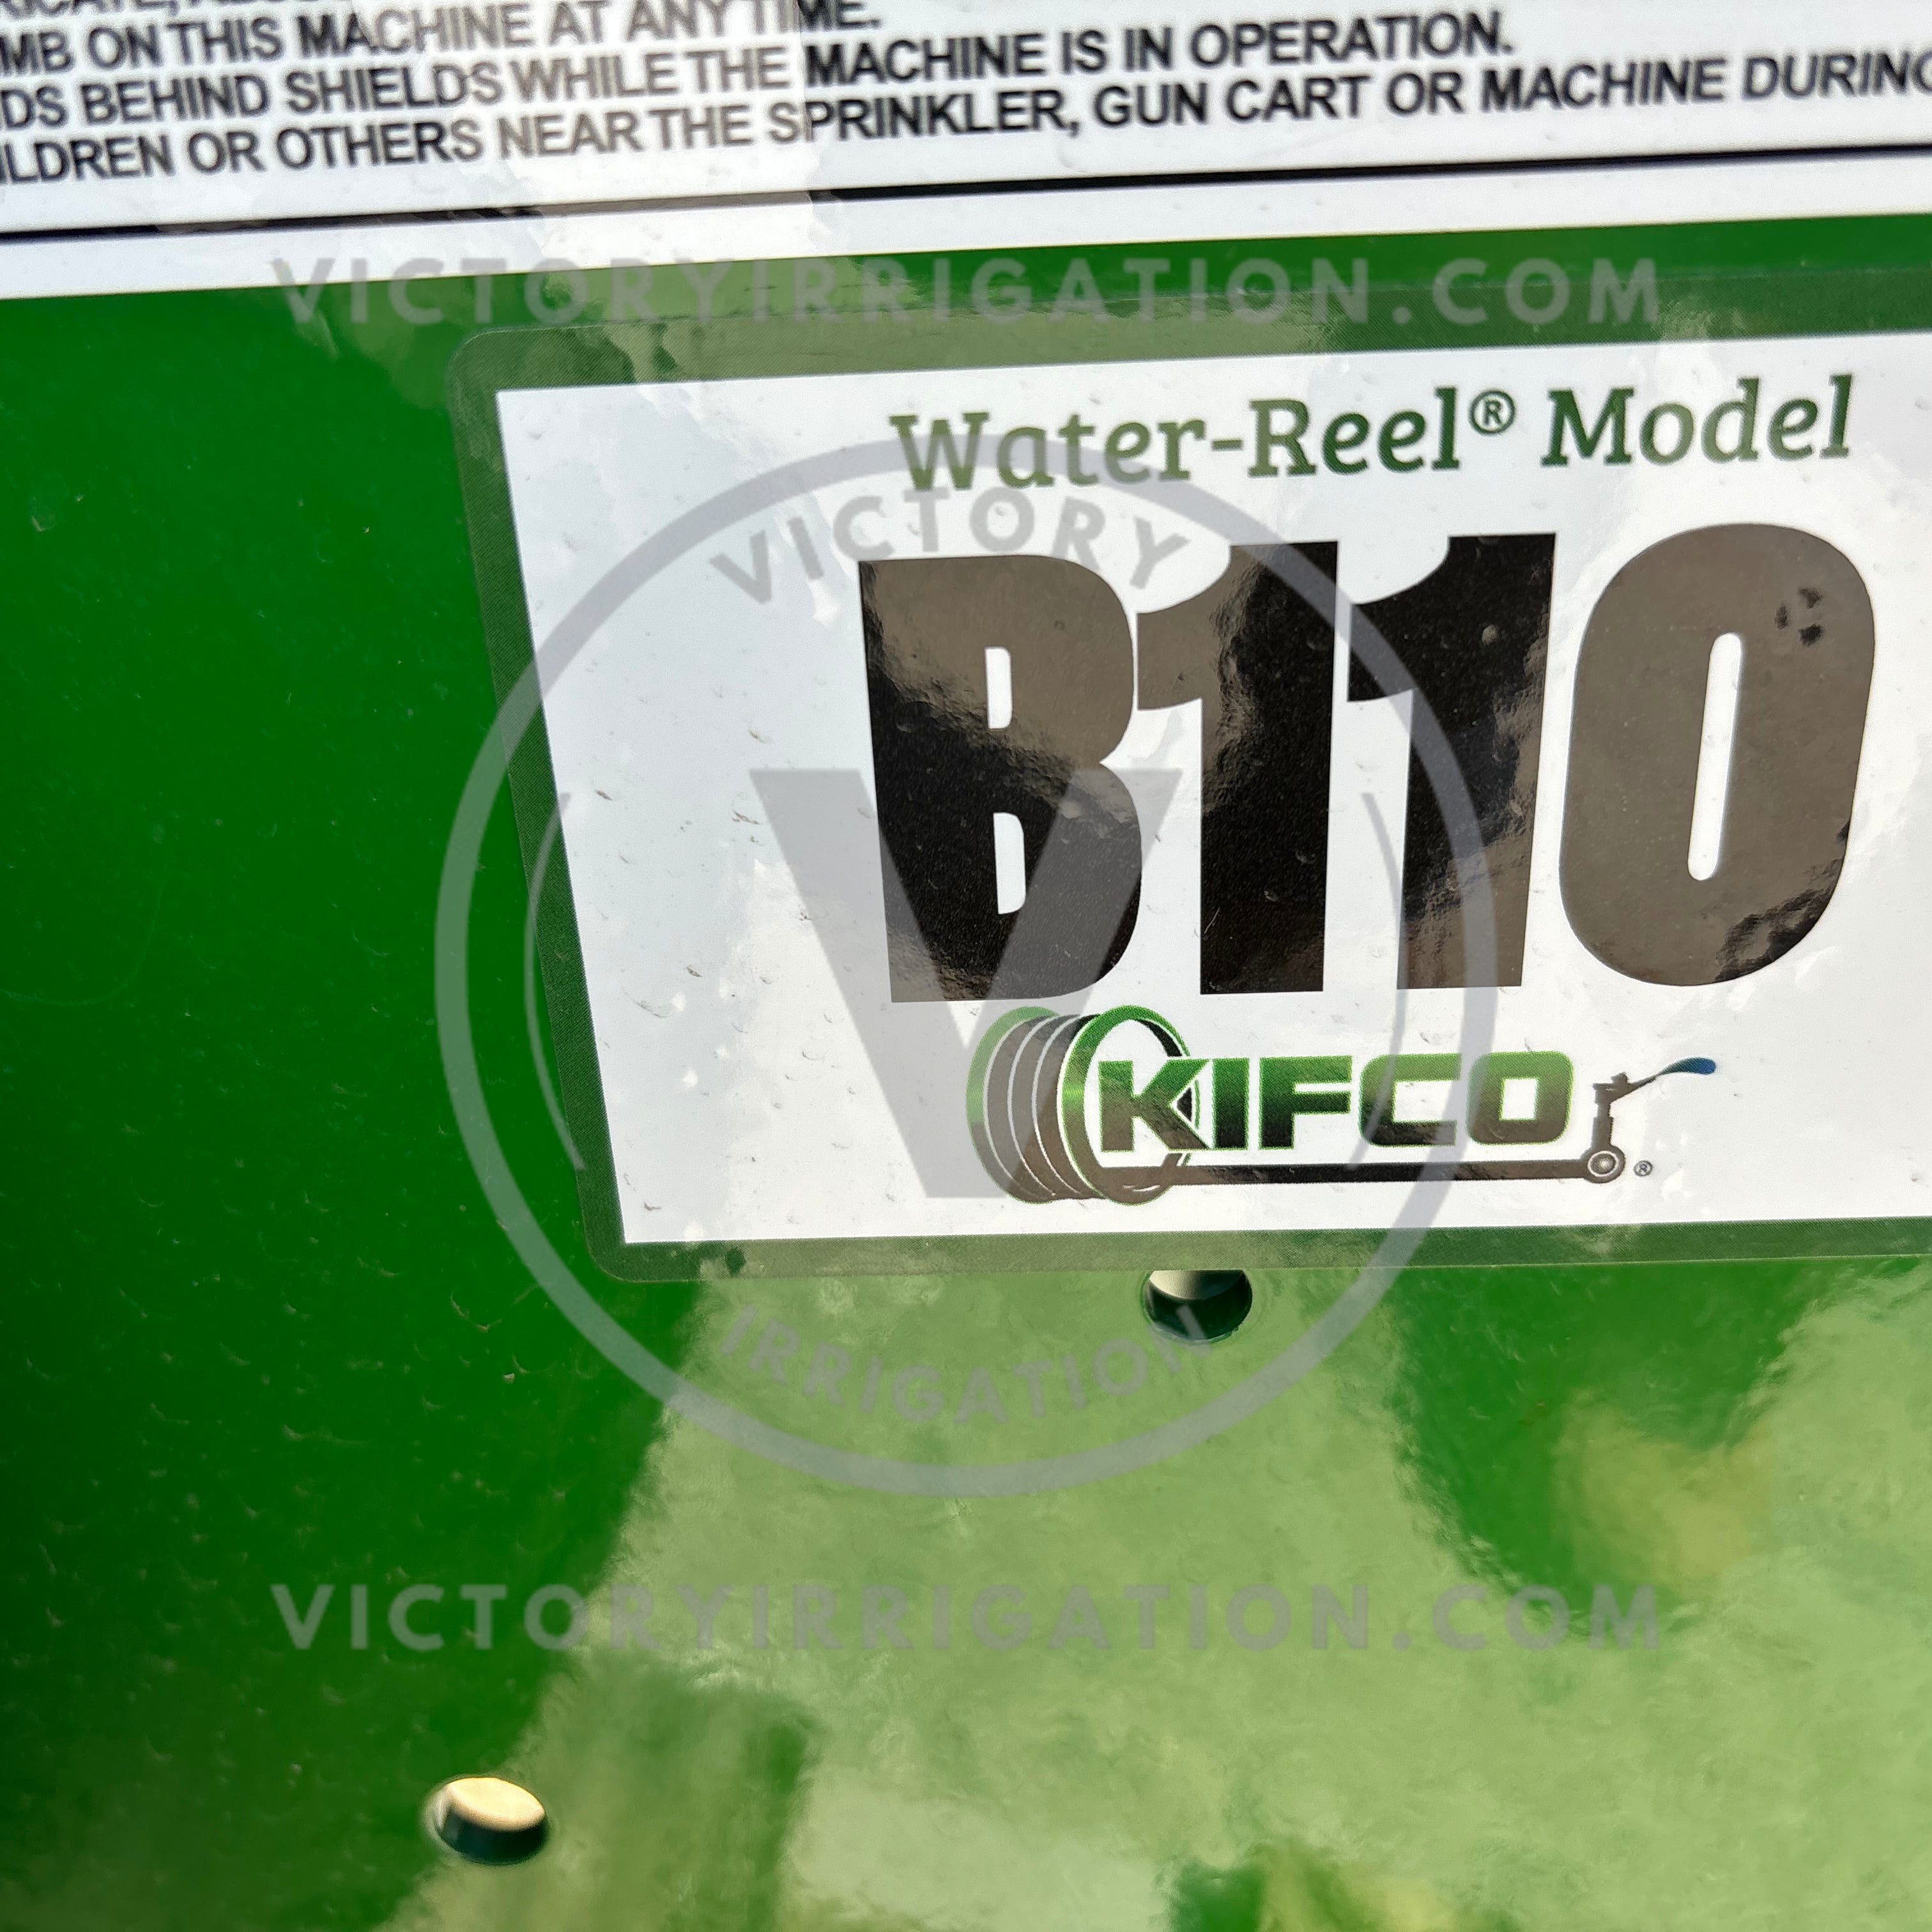 MB ON THIS MACHINE AT ANY TIME.
DS BEHIND SHIELDS WHILE THE MACHINE IS IN OPERATION.
ILDREN OR OTHERS NEAR THE SPRINKLER, GUN CART OR MACHINE DURING
VICTORYIRRIGATION.COM
Water-Reel® Model
VICTORY
B110
V
KIFCO®
IRRIGATION
VICTORYIRRIGATION.COM